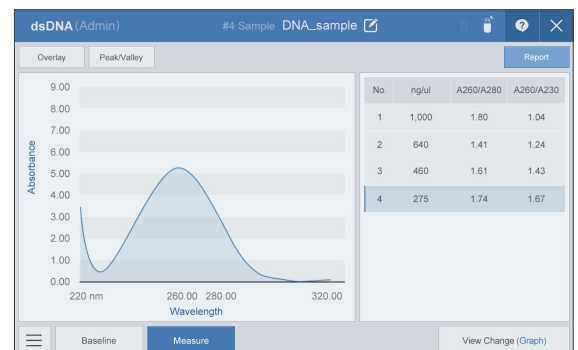 dsDNA (Admin) #4 Sample DNA_sample ?
Overlay Peak/Valley Report
Absorbance
9.00
8.00
7.00
6.00
5.00
4.00
3.00
2.00
1.00
0.00
220 nm 260.00 280.00 320.00
Wavelength
No. ng/ul A260/A280 A260/A230
1 1,000 1.80 1.04
2 640 1.41 1.24
3 460 1.61 1.43
4 275 1.74 1.67
Baseline Measure View Change (Graph)